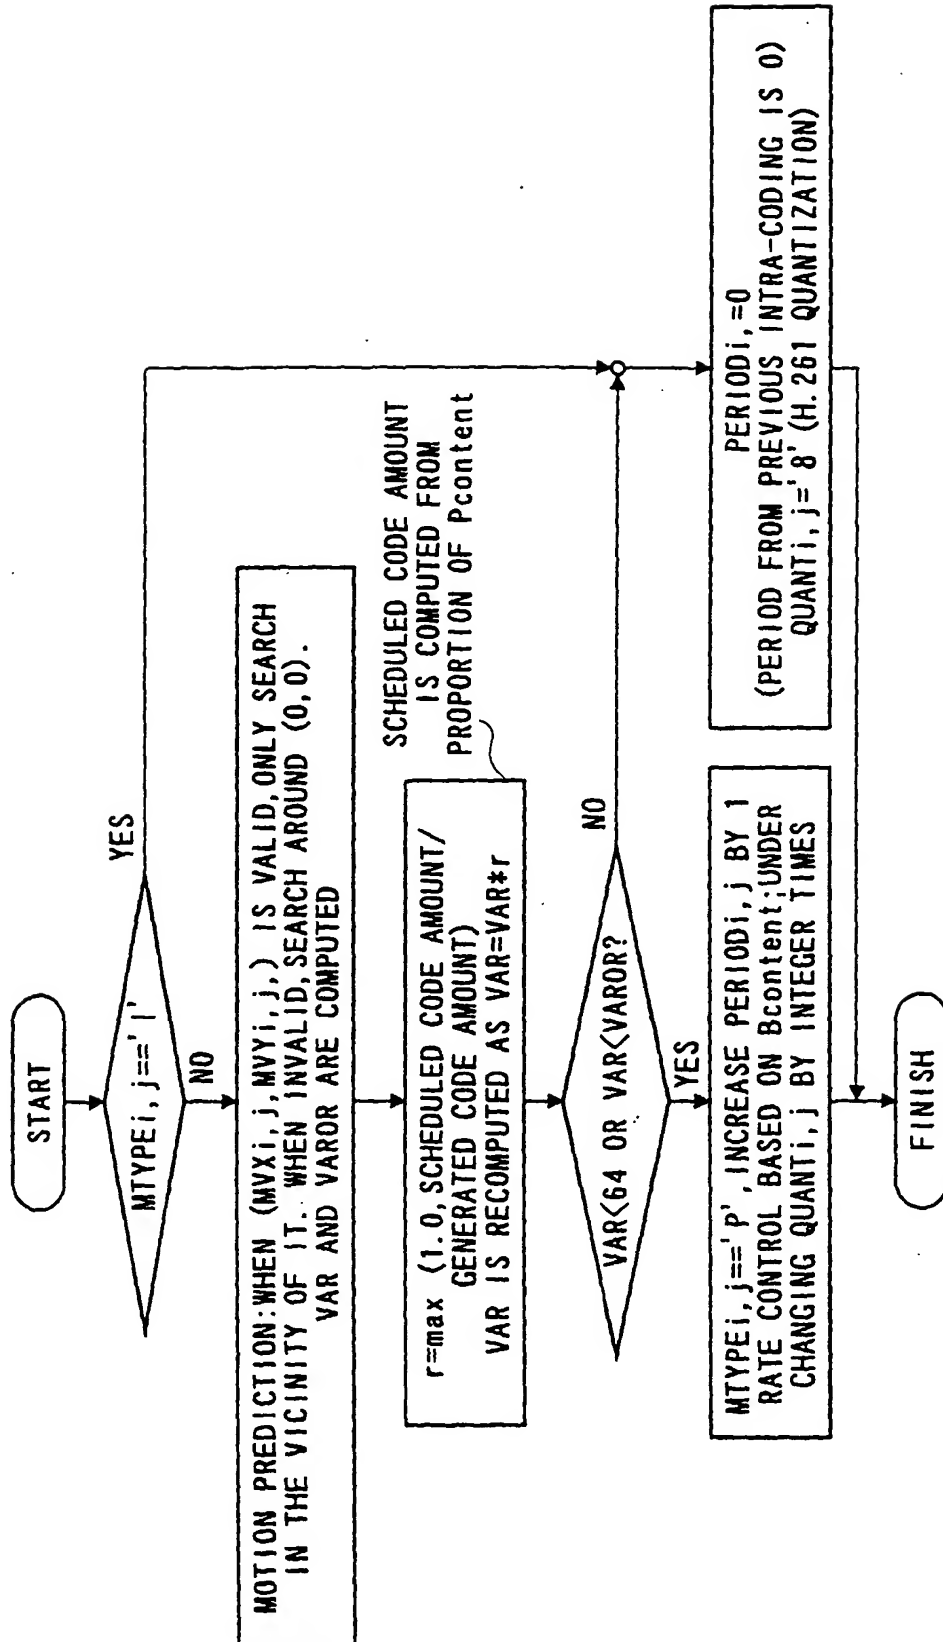 START
MTYPEi, j=='I'
YES
NO
MOTION PREDICTION:WHEN (MVXi, j, MVYi, j,) IS VALID, ONLY SEARCH
IN THE VICINITY OF IT. WHEN INVALID, SEARCH AROUND (0, 0).
VAR AND VAROR ARE COMPUTED
r=max (1.0, SCHEDULED CODE AMOUNT/
GENERATED CODE AMOUNT)
VAR IS RECOMPUTED AS VAR=VAR*r
SCHEDULED CODE AMOUNT
IS COMPUTED FROM
PROPORTION OF Pcontent
VAR<64 OR VAR<VAROR?
NO
YES
MTYPEi, j=='P', INCREASE PERIODi, j BY 1
RATE CONTROL BASED ON Bcontent;UNDER
CHANGING QUANTi, j BY INTEGER TIMES
PERIODi, =0
(PERIOD FROM PREVIOUS INTRA-CODING IS 0)
QUANTi, j='8' (H. 261 QUANTIZATION)
FINISH